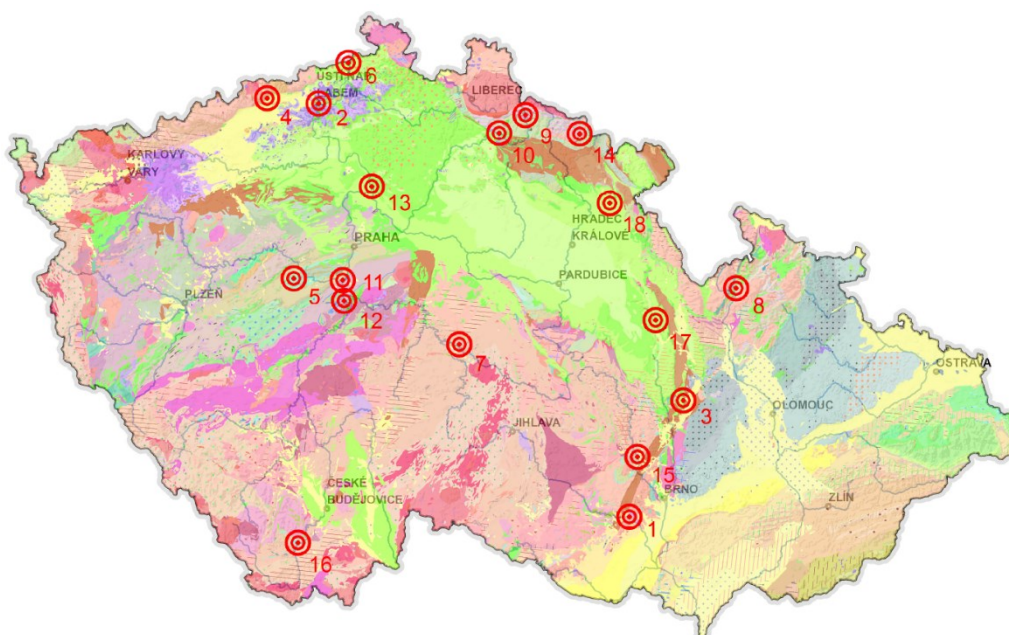 6
ÚSTÍ NAD
LABEM
4
2
LIBEREC
9
10
14
KARLOVY
VARY
13
18
HRADEC
KRÁLOVÉ
PRAHA
PARDUBICE
5
11
8
PLZEŇ
12
17
7
OSTRAVA
3
OLOMOUC
JIHLAVA
15
BRNO
ČESKÉ
BUDĚJOVICE
ZLÍN
1
16